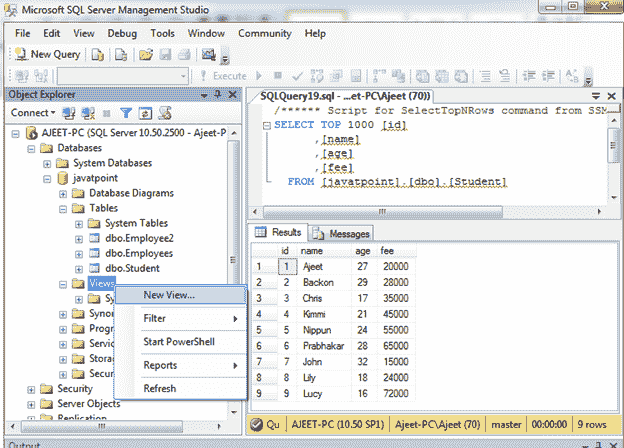 Microsoft SQL Server Management Studio
File Edit View Debug Tools Window Community Help
New Query
Execute
Object Explorer
Connect
AJEET-PC (SQL Server 10.50.2500 - Ajeet-P
Databases
System Databases
javatpoint
Database Diagrams
Tables
System Tables
dbo.Employee2
dbo.Employees
dbo.Student
Views
Sy
Synor
Progr
Servic
Storag
Secur
Security
Server Objects
Replication
New View...
Filter
Start PowerShell
Reports
Refresh
SQLQuery19.sql - ...et-PC\Ajeet (70))
/****** Script for SelectTopNRows command from SSM
SELECT TOP 1000 [id]
,[name]
,[age]
,[fee]
FROM [javatpoint].[dbo].[Student]
Results Messages
id name age fee
1 1 Ajeet 27 20000
2 2 Backon 29 28000
3 3 Chris 17 35000
4 4 Kimmi 21 45000
5 5 Nippun 24 55000
6 6 Prabhakar 28 65000
7 7 John 32 15000
8 8 Lily 18 24000
9 9 Lucy 16 72000
Qu AJEET-PC (10.50 SP1) Ajeet-PC\Ajeet (70) master 00:00:00 9 rows
Output